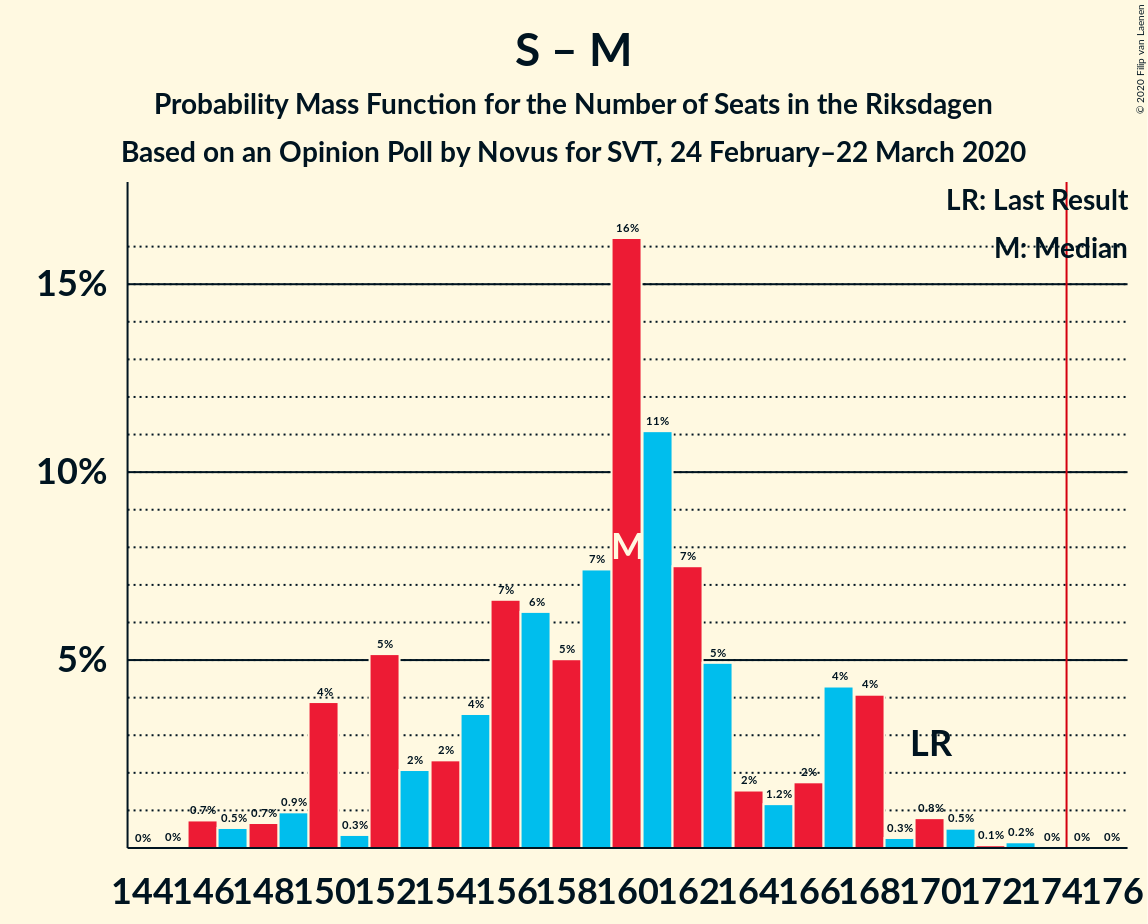 S – M
Probability Mass Function for the Number of Seats in the Riksdagen
Based on an Opinion Poll by Novus for SVT, 24 February–22 March 2020
© 2020 Filip van Laenen
LR: Last Result
M: Median
15%
10%
5%
0% 0% 0.7% 0.5% 0.7% 0.9% 4% 0.3% 5% 2% 2% 4% 7% 6% 5% 7% 16% 11% 7% 5% 2% 1.2% 2% 4% 4% 0.3% 0.8% 0.5% 0.1% 0.2% 0% 0% 0%
M
LR
144 146 148 150 152 154 156 158 160 162 164 166 168 170 172 174 176